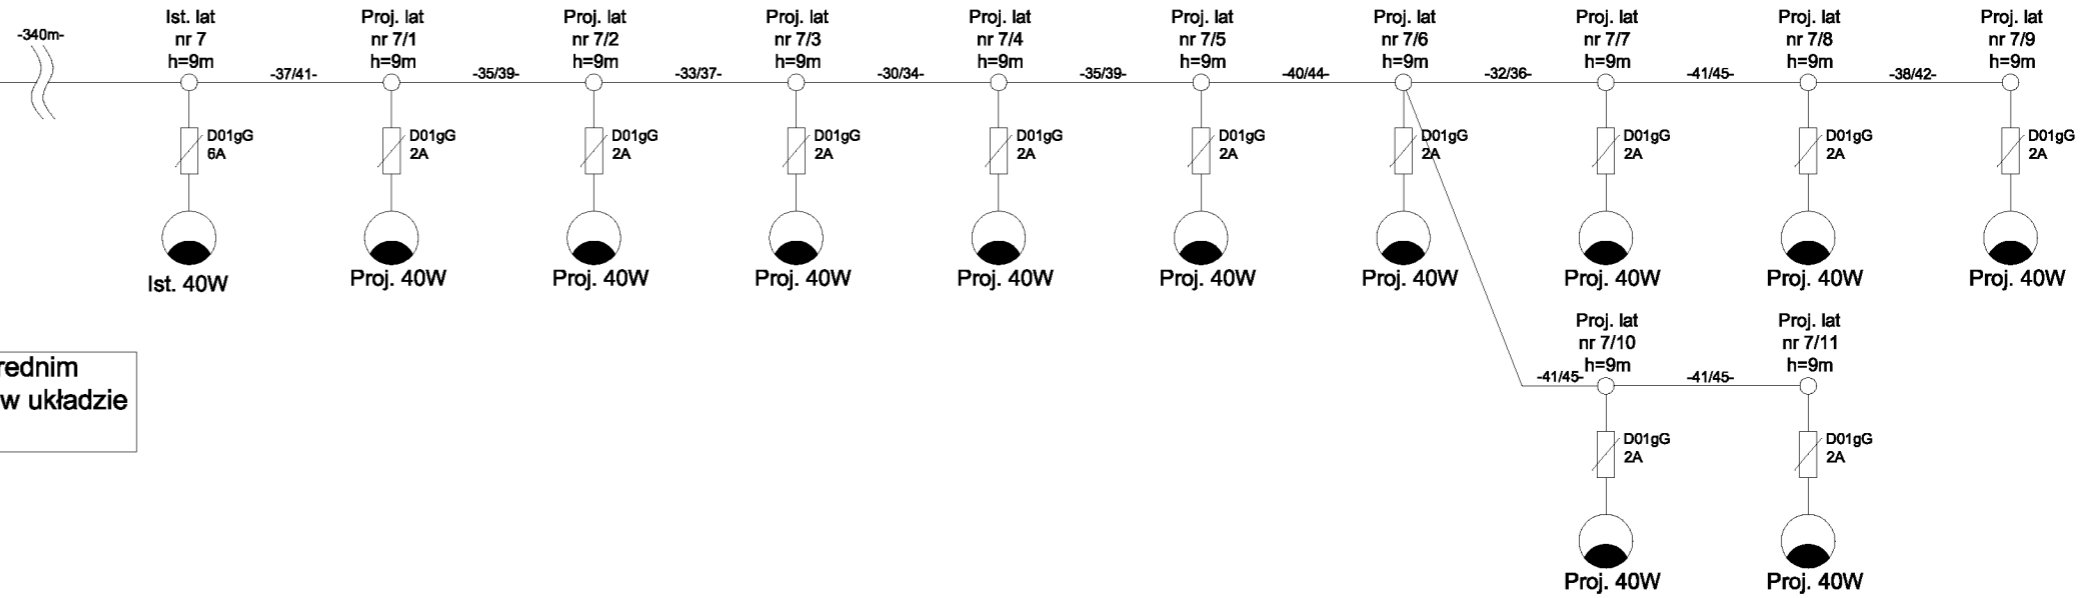 -340m-
Ist. lat
nr 7
h=9m
-37/41-
Proj. lat
nr 7/1
h=9m
-35/39-
Proj. lat
nr 7/2
h=9m
-33/37-
Proj. lat
nr 7/3
h=9m
-30/34-
Proj. lat
nr 7/4
h=9m
-35/39-
Proj. lat
nr 7/5
h=9m
-40/44-
Proj. lat
nr 7/6
h=9m
-32/36-
Proj. lat
nr 7/7
h=9m
-41/45-
Proj. lat
nr 7/8
h=9m
-38/42-
Proj. lat
nr 7/9
h=9m
D01gG
6A
D01gG
2A
D01gG
2A
D01gG
2A
D01gG
2A
D01gG
2A
D01gG
2A
D01gG
2A
D01gG
2A
D01gG
2A
Ist. 40W
Proj. 40W
Proj. 40W
Proj. 40W
Proj. 40W
Proj. 40W
Proj. 40W
Proj. 40W
Proj. 40W
Proj. 40W
rednim
w układzie
-41/45-
Proj. lat
nr 7/10
h=9m
-41/45-
Proj. lat
nr 7/11
h=9m
D01gG
2A
D01gG
2A
Proj. 40W
Proj. 40W